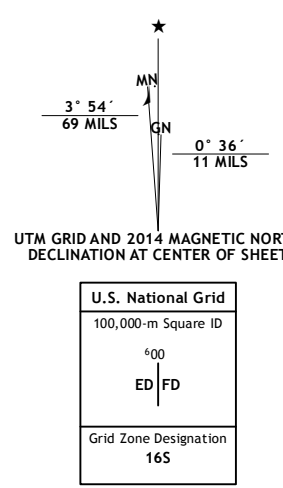 ★
MN
3° 54´
69 MILS
GN
0° 36´
11 MILS
UTM GRID AND 2014 MAGNETIC NOR
DECLINATION AT CENTER OF SHEET
U.S. National Grid
100,000-m Square ID
⁶00
ED FD
Grid Zone Designation
16S